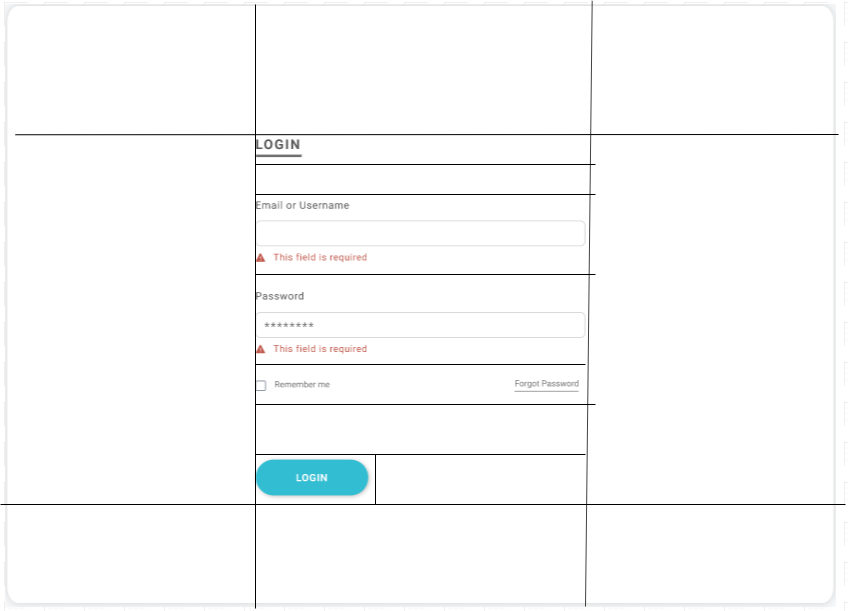 LOGIN
Email or Username
This field is required
Password
********
This field is required
Remember me Forgot Password
LOGIN